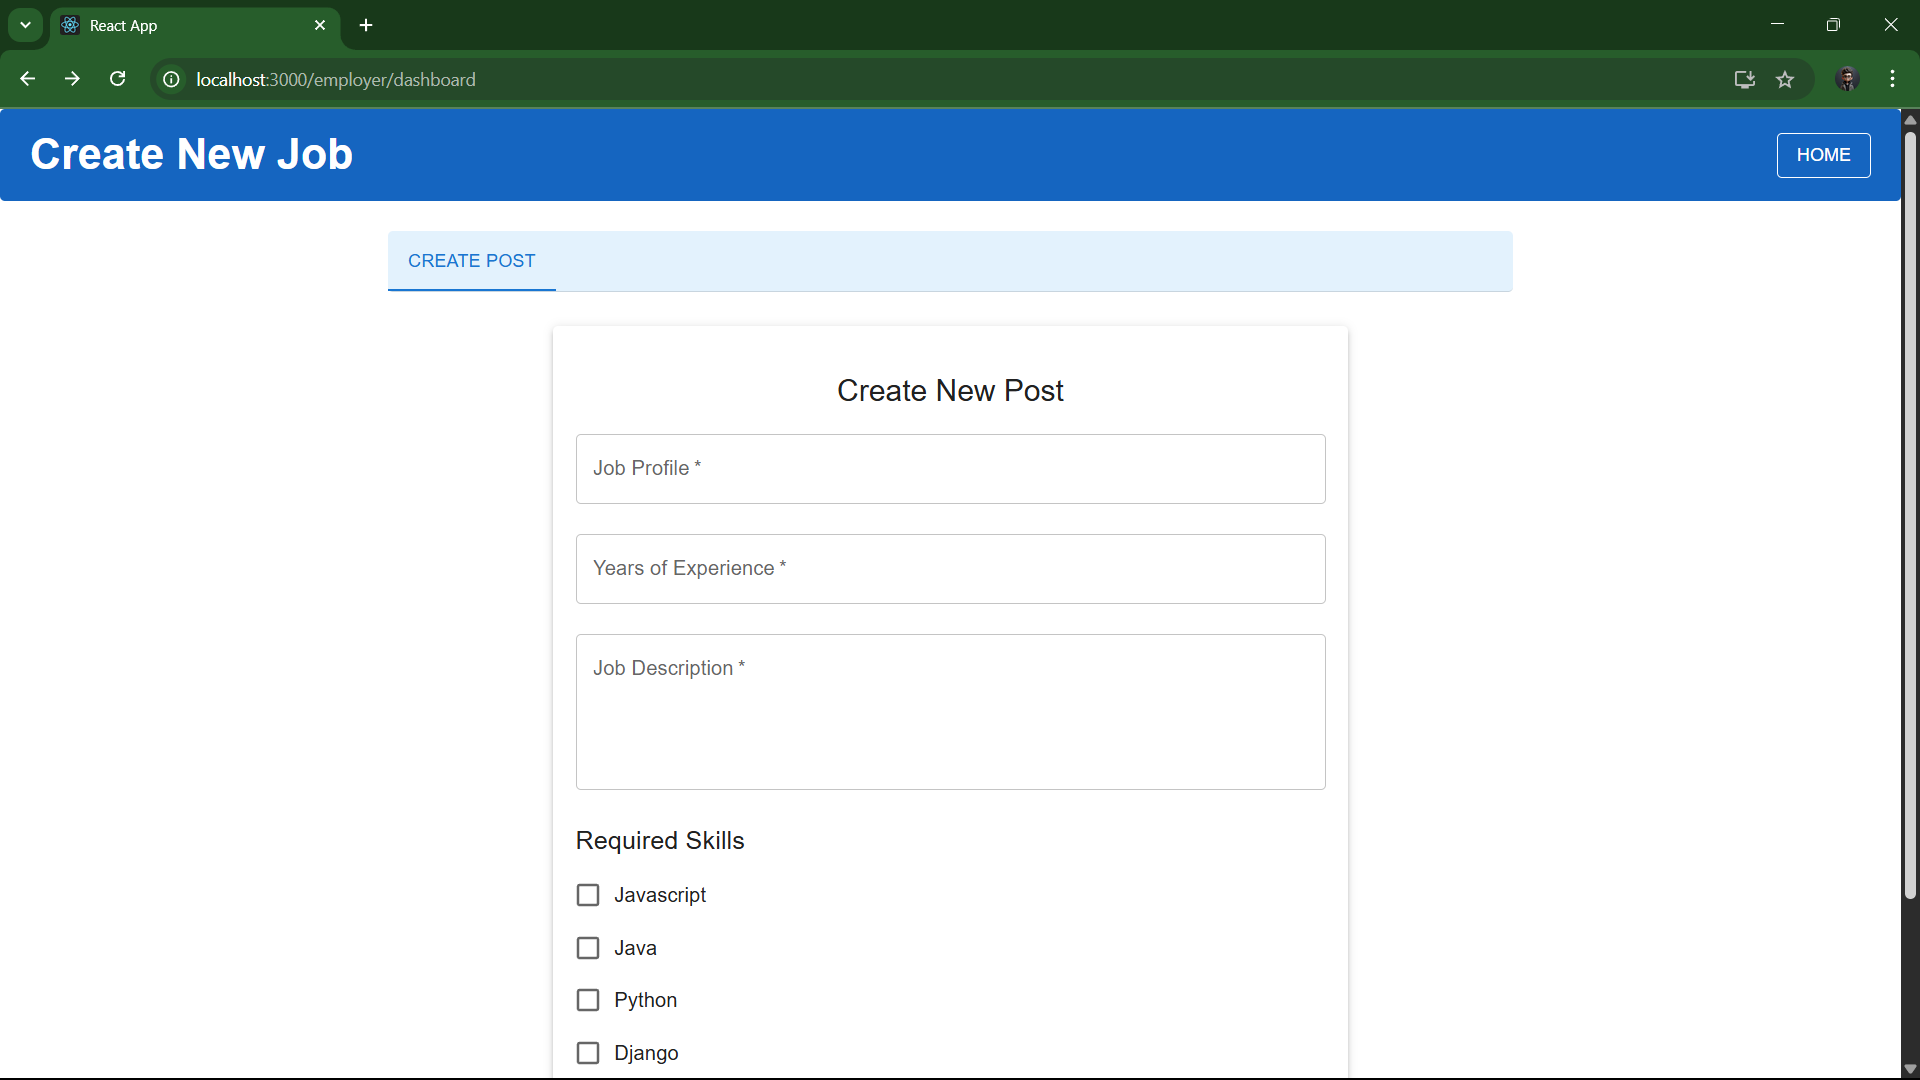 React App
localhost:3000/employer/dashboard
Create New Job
HOME
CREATE POST
Create New Post
Job Profile *
Years of Experience *
Job Description *
Required Skills
Javascript
Java
Python
Django